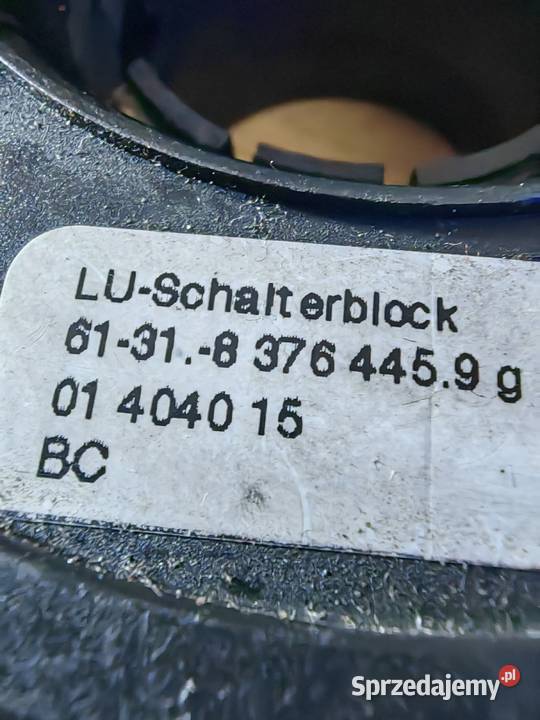 LU-Schalterblock
61-31.-8 376 445.9 g
01 4040 15
BC
Sprzedajemy.pl